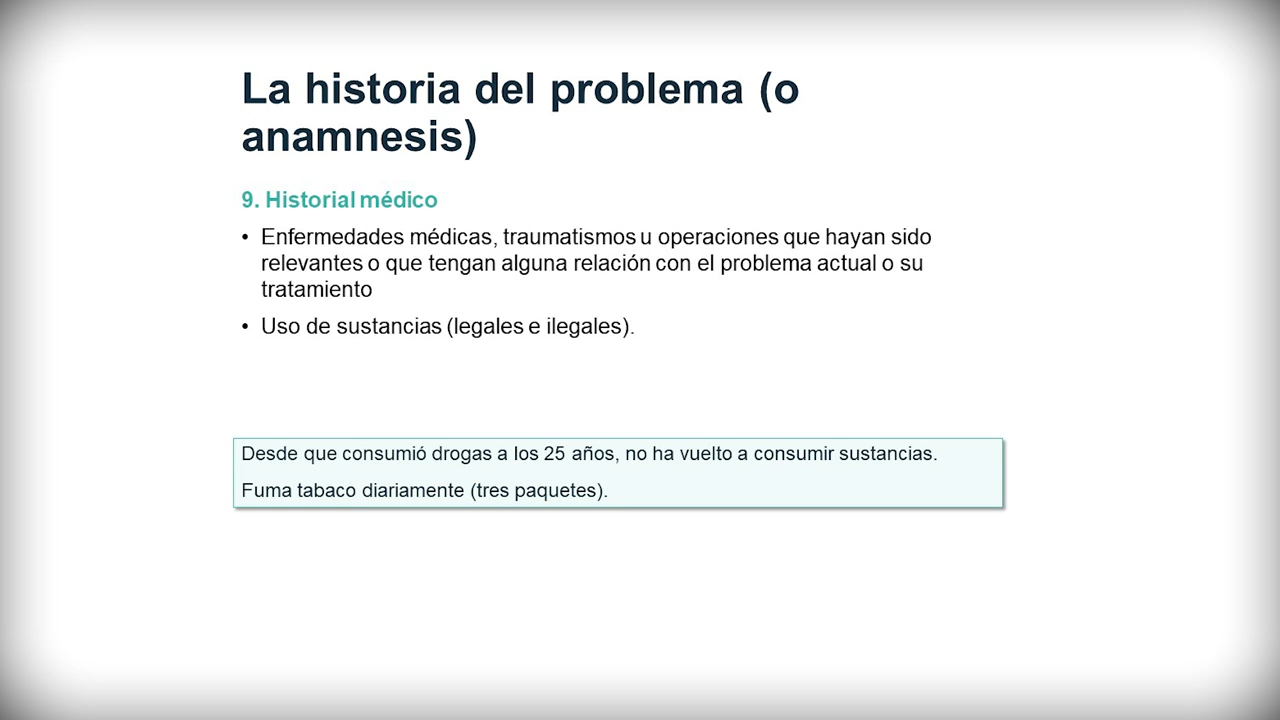 La historia del problema (o
anamnesis)
9. Historial médico
• Enfermedades médicas, traumatismos u operaciones que hayan sido
relevantes o que tengan alguna relación con el problema actual o su
tratamiento
• Uso de sustancias (legales e ilegales).
Desde que consumió drogas a los 25 años, no ha vuelto a consumir sustancias.
Fuma tabaco diariamente (tres paquetes).